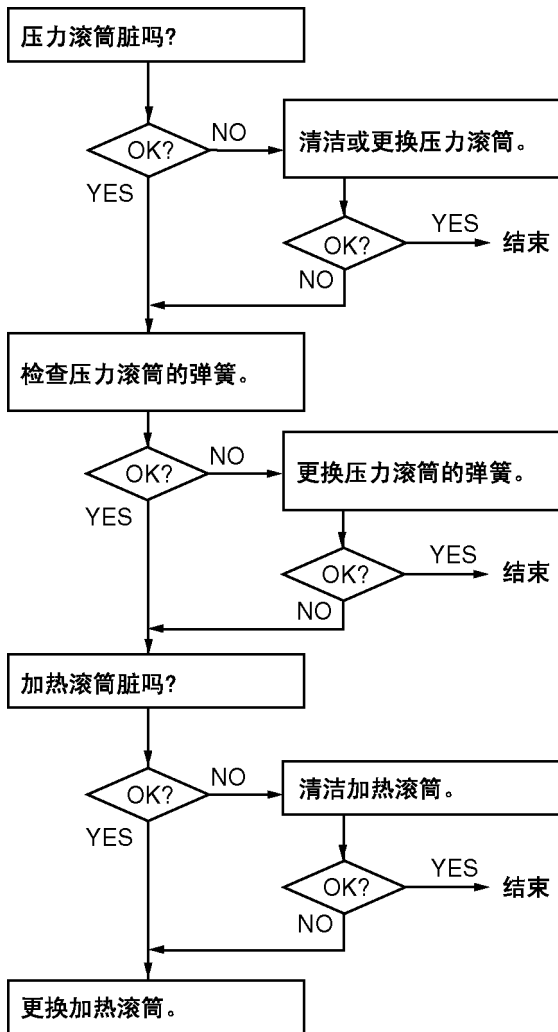 压力滚筒脏吗?
OK?
NO
清洁或更换压力滚筒。
YES
OK?
YES
结束
NO
检查压力滚筒的弹簧。
OK?
NO
更换压力滚筒的弹簧。
YES
OK?
YES
结束
NO
加热滚筒脏吗?
OK?
NO
清洁加热滚筒。
YES
OK?
YES
结束
NO
更换加热滚筒。